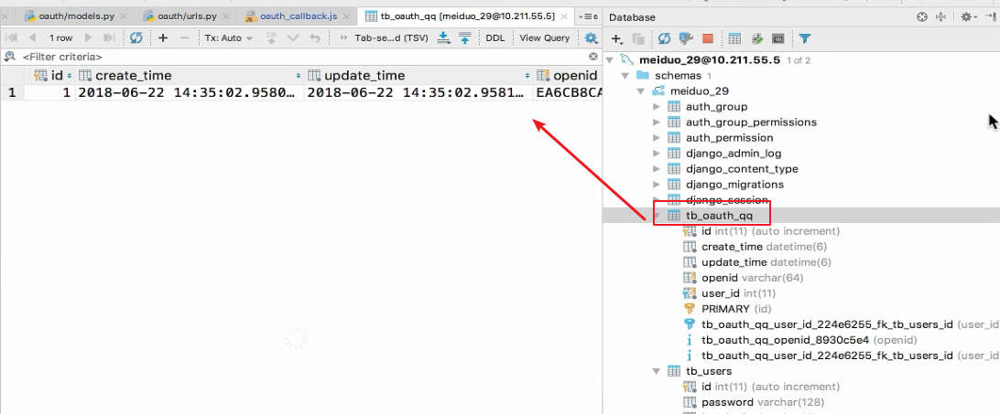 oauth/models.py oauth/urls.py oauth_callback.js tb_oauth_qq [meiduo_29@10.211.55.5]
1 row Tx: Auto Tab-se...d (TSV) DDL View Query
<Filter criteria>
id create_time update_time openid
1 1 2018-06-22 14:35:02.9580... 2018-06-22 14:35:02.9581... EA6CB8CA
Database
meiduo_29@10.211.55.5 1 of 2
schemas 1
meiduo_29
auth_group
auth_group_permissions
auth_permission
django_admin_log
django_content_type
django_migrations
django_session
tb_oauth_qq
id int(11) (auto increment)
create_time datetime(6)
update_time datetime(6)
openid varchar(64)
user_id int(11)
PRIMARY (id)
tb_oauth_qq_user_id_224e6255_fk_tb_users_id (user_id
tb_oauth_qq_openid_8930c5e4 (openid)
tb_oauth_qq_user_id_224e6255_fk_tb_users_id (user_id
tb_users
id int(11) (auto increment)
password varchar(128)